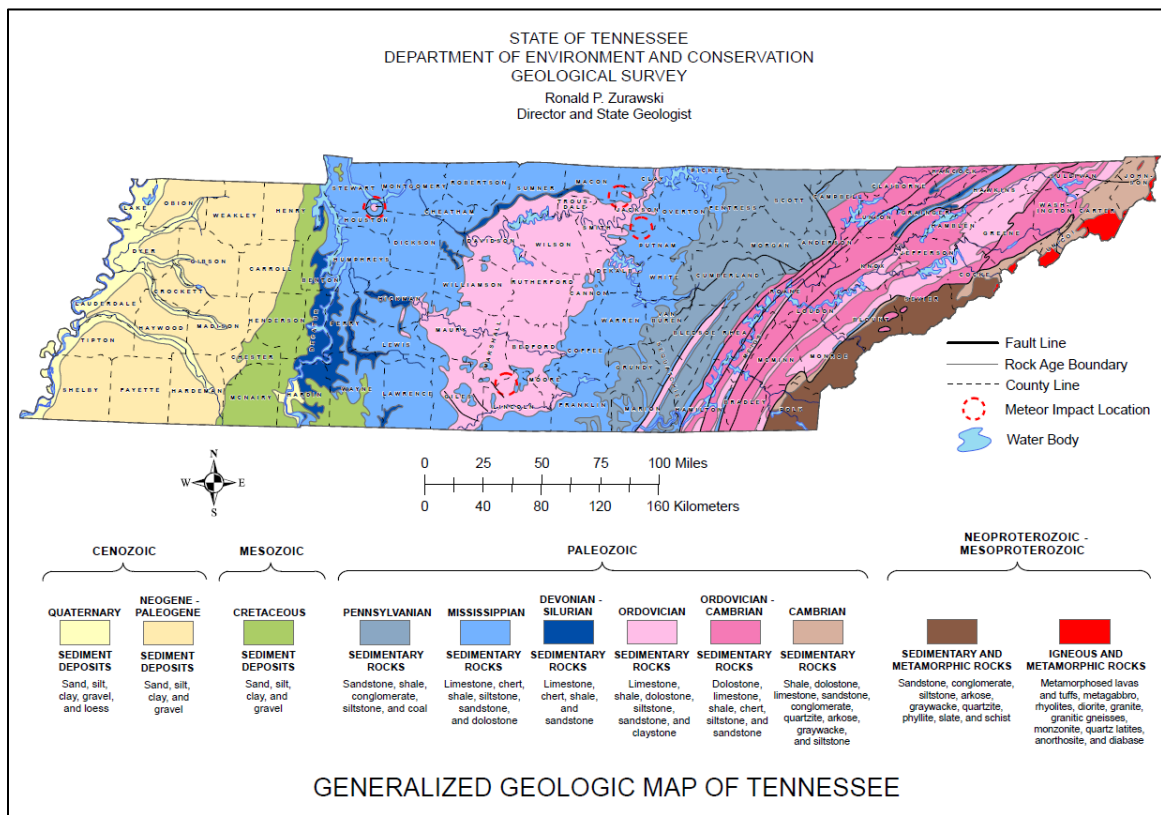 STATE OF TENNESSEE
DEPARTMENT OF ENVIRONMENT AND CONSERVATION
GEOLOGICAL SURVEY
Ronald P. Zurawski
Director and State Geologist
LAKE
OBION
WEAKLEY
HENRY
STEWART
MONTGOMERY
ROBERTSON
SUMNER
MACON
CLAY
PICKETT
SCOTT
CAMPBELL
CLAIBORNE
HANCOCK
HAWKINS
SULLIVAN
JOHN-
SON
HOUSTON
CHEATHAM
TROUS-
DALE
JACKSON
OVERTON
FENTRESS
UNION
GRAINGER
HAMBLEN
GREENE
WASH-
INGTON
CARTER
UNICOI
DYER
GIBSON
CARROLL
BENTON
HUMPHREY
DICKSON
DAVIDSON
WILSON
SMITH
PUTNAM
MORGAN
ANDERSON
KNOX
JEFFERSON
COCKE
LAUDERDALE
CROCKETT
HICKMAN
WILLIAMSON
RUTHERFORD
CANNON
DEKALB
WHITE
CUMBERLAND
ROANE
LOUDON
BLOUNT
SEVIER
TIPTON
HAYWOOD
MADISON
HENDERSON
DECATUR
PERRY
LEWIS
MAURY
MARSHALL
BEDFORD
COFFEE
WARREN
VAN
BUREN
BLEDSOE
RHEA
MCMINN
MONROE
SHELBY
FAYETTE
HARDEMAN
CHESTER
MCNAIRY
HARDIN
WAYNE
LAWRENCE
GILES
LINCOLN
MOORE
FRANKLIN
GRUNDY
MARION
HAMILTON
BRADLEY
POLK
Fault Line
Rock Age Boundary
County Line
Meteor Impact Location
Water Body
N
W
E
S
0 25 50 75 100 Miles
0 40 80 120 160 Kilometers
CENOZOIC
MESOZOIC
PALEOZOIC
NEOPROTEROZOIC -
MESOPROTEROZOIC
QUATERNARY
SEDIMENT
DEPOSITS
Sand, silt,
clay, gravel,
and loess
NEOGENE -
PALEOGENE
SEDIMENT
DEPOSITS
Sand, silt,
clay, and
gravel
CRETACEOUS
SEDIMENT
DEPOSITS
Sand, silt,
clay, and
gravel
PENNSYLVANIAN
SEDIMENTARY
ROCKS
Sandstone, shale,
conglomerate,
siltstone, and coal
MISSISSIPPIAN
SEDIMENTARY
ROCKS
Limestone, chert,
shale, siltstone,
sandstone,
and dolostone
DEVONIAN -
SILURIAN
SEDIMENTARY
ROCKS
Limestone,
chert, shale,
and
sandstone
ORDOVICIAN
SEDIMENTARY
ROCKS
Limestone,
shale, dolostone,
siltstone,
sandstone, and
claystone
ORDOVICIAN -
CAMBRIAN
SEDIMENTARY
ROCKS
Dolostone,
limestone,
shale, chert,
siltstone, and
sandstone
CAMBRIAN
SEDIMENTARY
ROCKS
Shale, dolostone,
limestone, sandstone,
conglomerate,
quartzite, arkose,
graywacke,
and siltstone
SEDIMENTARY AND
METAMORPHIC ROCKS
Sandstone, conglomerate,
siltstone, arkose,
graywacke, quartzite,
phyllite, slate, and schist
IGNEOUS AND
METAMORPHIC ROCKS
Metamorphosed lavas
and tuffs, metagabbro,
rhyolites, diorite, granite,
granitic gneisses,
monzonite, quartz latites,
anorthosite, and diabase
GENERALIZED GEOLOGIC MAP OF TENNESSEE